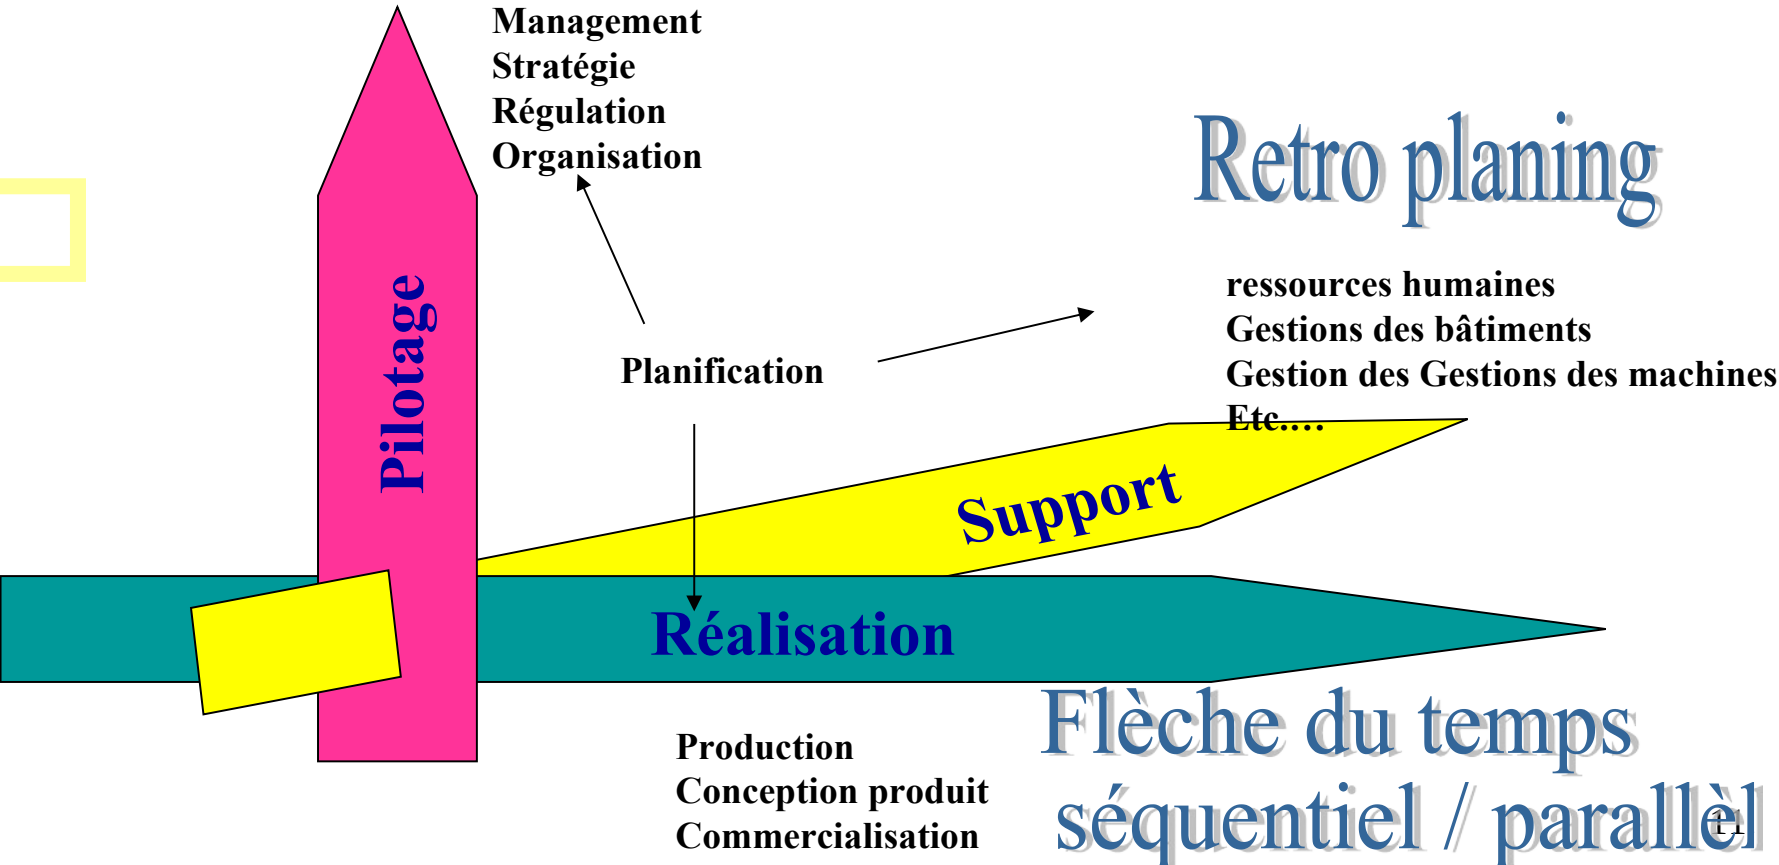 Management
Stratégie
Régulation
Organisation
Retro planing
ressources humaines
Gestions des bâtiments
Gestion des Gestions des machines
Etc.…
Pilotage
Planification
Support
Réalisation
Production
Conception produit
Commercialisation
Flèche du temps
séquentiel / parallèl
11